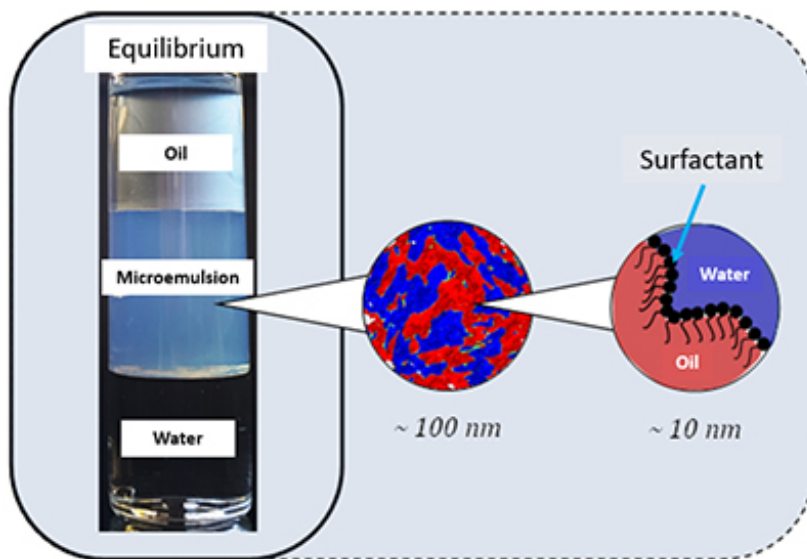 Equilibrium
Oil
Microemulsion
Water
Surfactant
Water
Oil
~ 100 nm
~ 10 nm